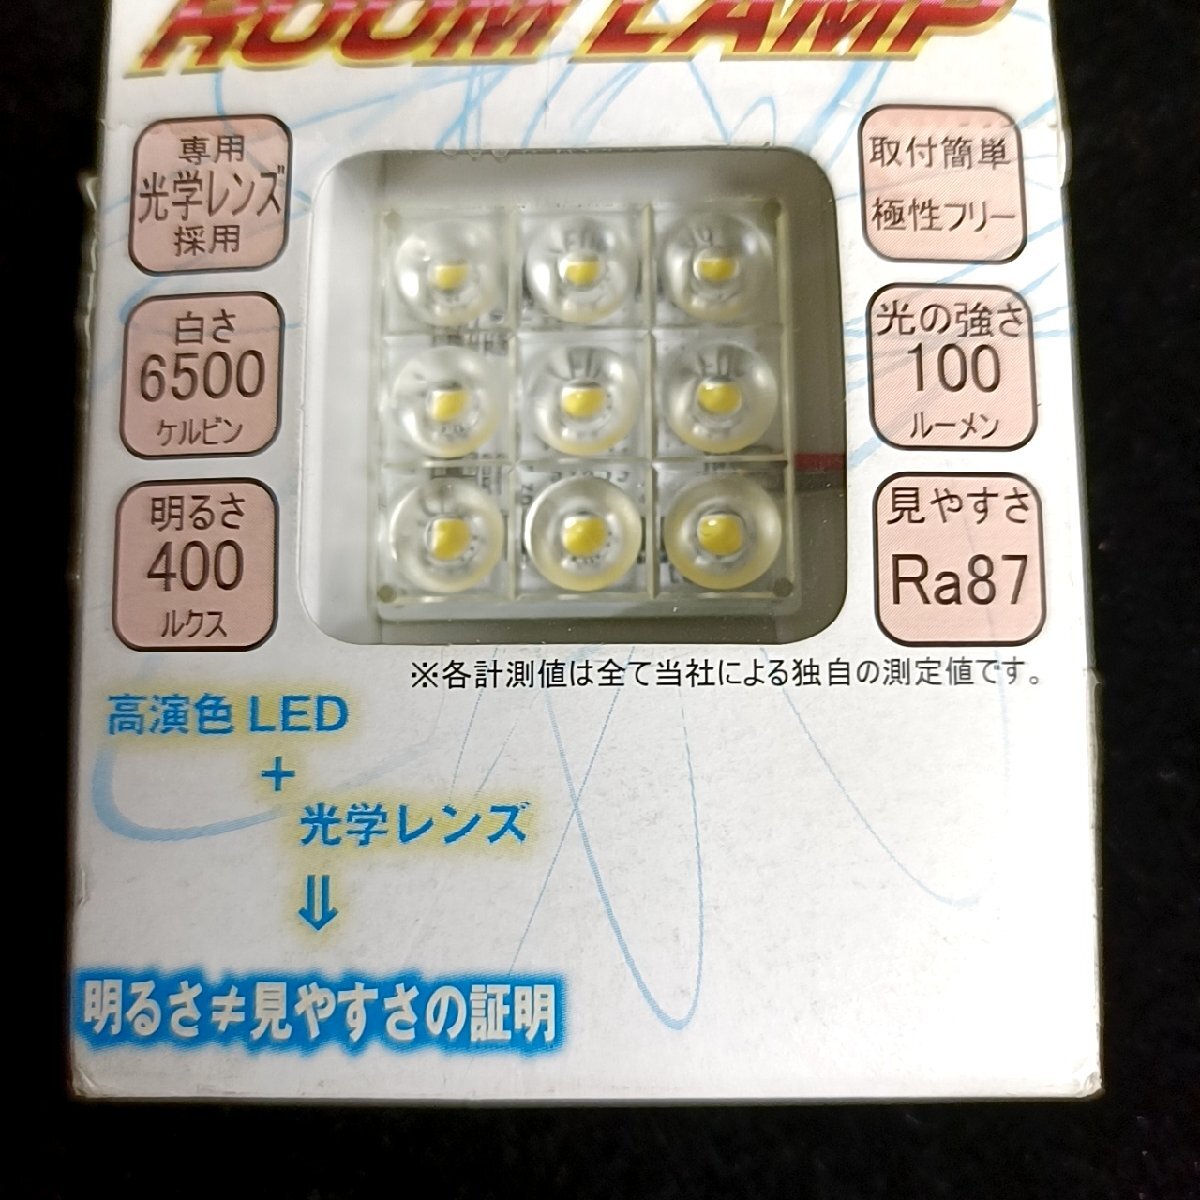 ROOM LAMP
専用
光学レンズ
採用
取付簡単
極性フリー
白さ
6500
ケルビン
光の強さ
100
ルーメン
明るさ
400
ルクス
見やすさ
Ra87
※各計測値は全て当社による独自の測定値です。
高演色 LED
+
光学レンズ
⇓
明るさ≠見やすさの証明